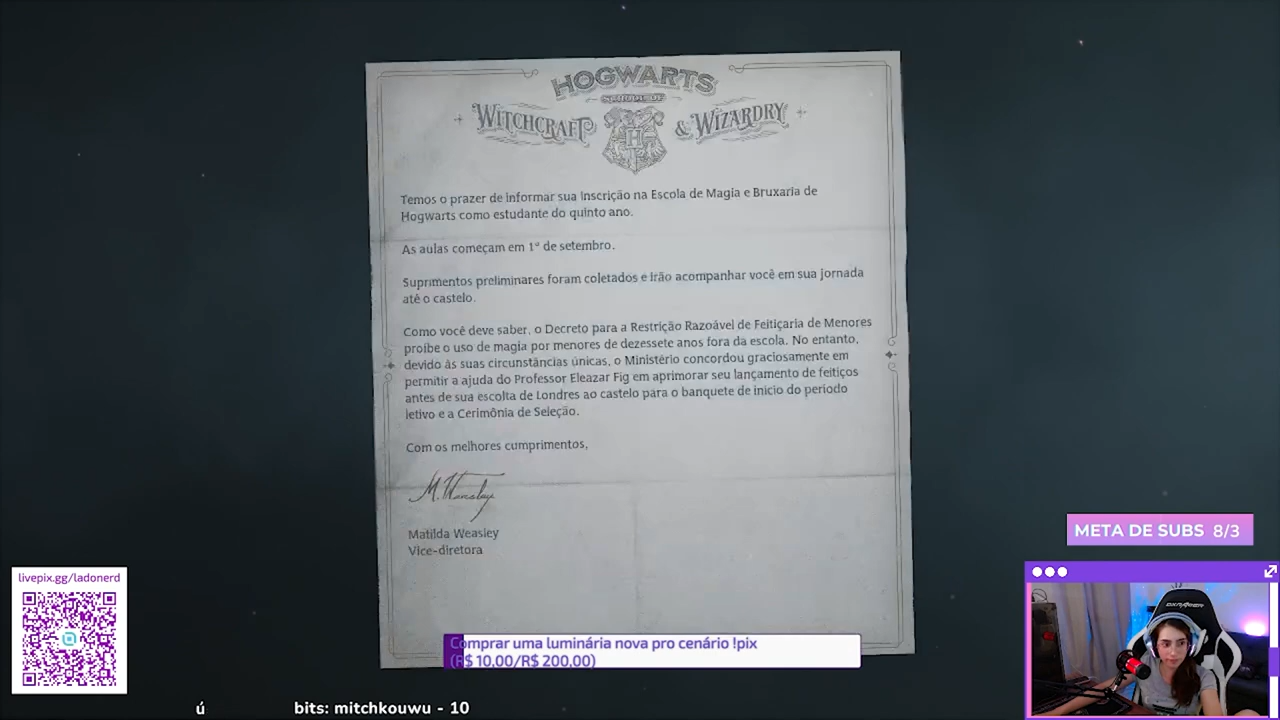 HOGWARTS
SCHOOL OF
WITCHCRAFT & WIZARDRY
H
Temos o prazer de informar sua inscrição na Escola de Magia e Bruxaria de
Hogwarts como estudante do quinto ano.
As aulas começam em 1º de setembro.
Suprimentos preliminares foram coletados e irão acompanhar você em sua jornada
até o castelo.
Como você deve saber, o Decreto para a Restrição Razoável de Feitiçaria de Menores
proíbe o uso de magia por menores de dezessete anos fora da escola. No entanto,
devido às suas circunstâncias únicas, o Ministério concordou graciosamente em
permitir a ajuda do Professor Eleazar Fig em aprimorar seu lançamento de feitiços
antes de sua escolta de Londres ao castelo para o banquete de início do período
letivo e a Cerimônia de Seleção.
Com os melhores cumprimentos,
M. Weasley
Matilda Weasley
Vice-diretora
META DE SUBS 8/3
livepix.gg/ladonerd
Comprar uma luminária nova pro cenário !pix
(R$ 10,00/R$ 200,00)
DXRACER
ú bits: mitchkouwu - 10